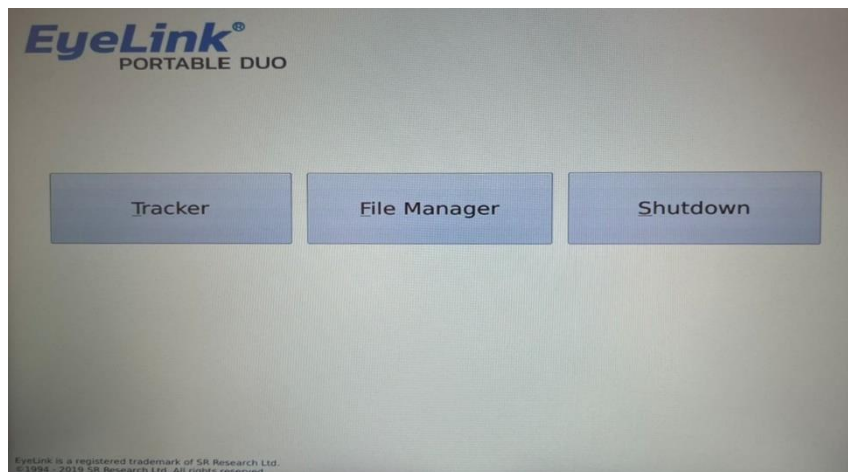 EyeLink®
PORTABLE DUO
Tracker
File Manager
Shutdown
EyeLink is a registered trademark of SR Research Ltd.
©1994 - 2019 SR Research Ltd. All rights reserved.